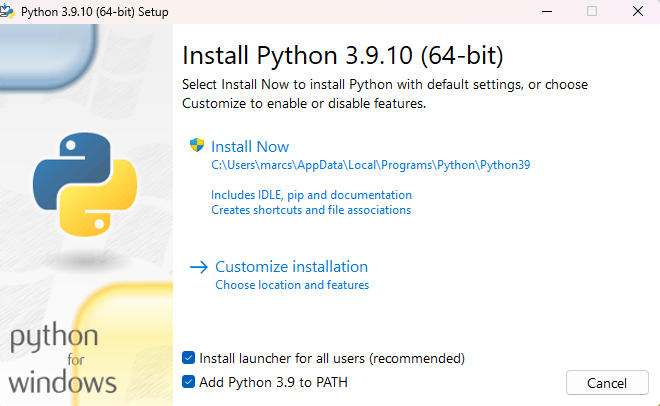 Python 3.9.10 (64-bit) Setup
Install Python 3.9.10 (64-bit)
Select Install Now to install Python with default settings, or choose
Customize to enable or disable features.
Install Now
C:\Users\marcs\AppData\Local\Programs\Python\Python39
Includes IDLE, pip and documentation
Creates shortcuts and file associations
Customize installation
Choose location and features
Install launcher for all users (recommended)
Add Python 3.9 to PATH
Cancel
python
for
windows